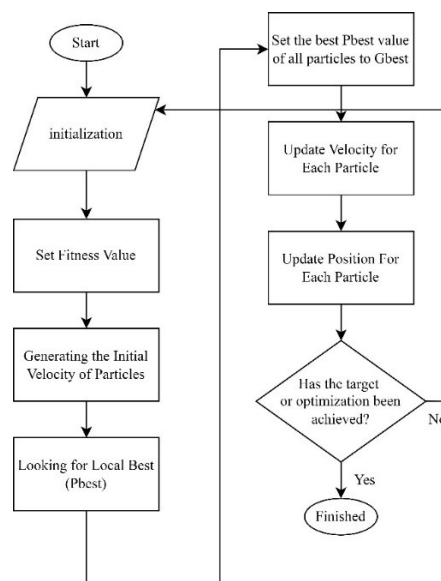 Start
initialization
Set Fitness Value
Generating the Initial
Velocity of Particles
Looking for Local Best
(Pbest)
Set the best Pbest value
of all particles to Gbest
Update Velocity for
Each Particle
Update Position For
Each Particle
Has the target
or optimization been
achieved?
No
Yes
Finished